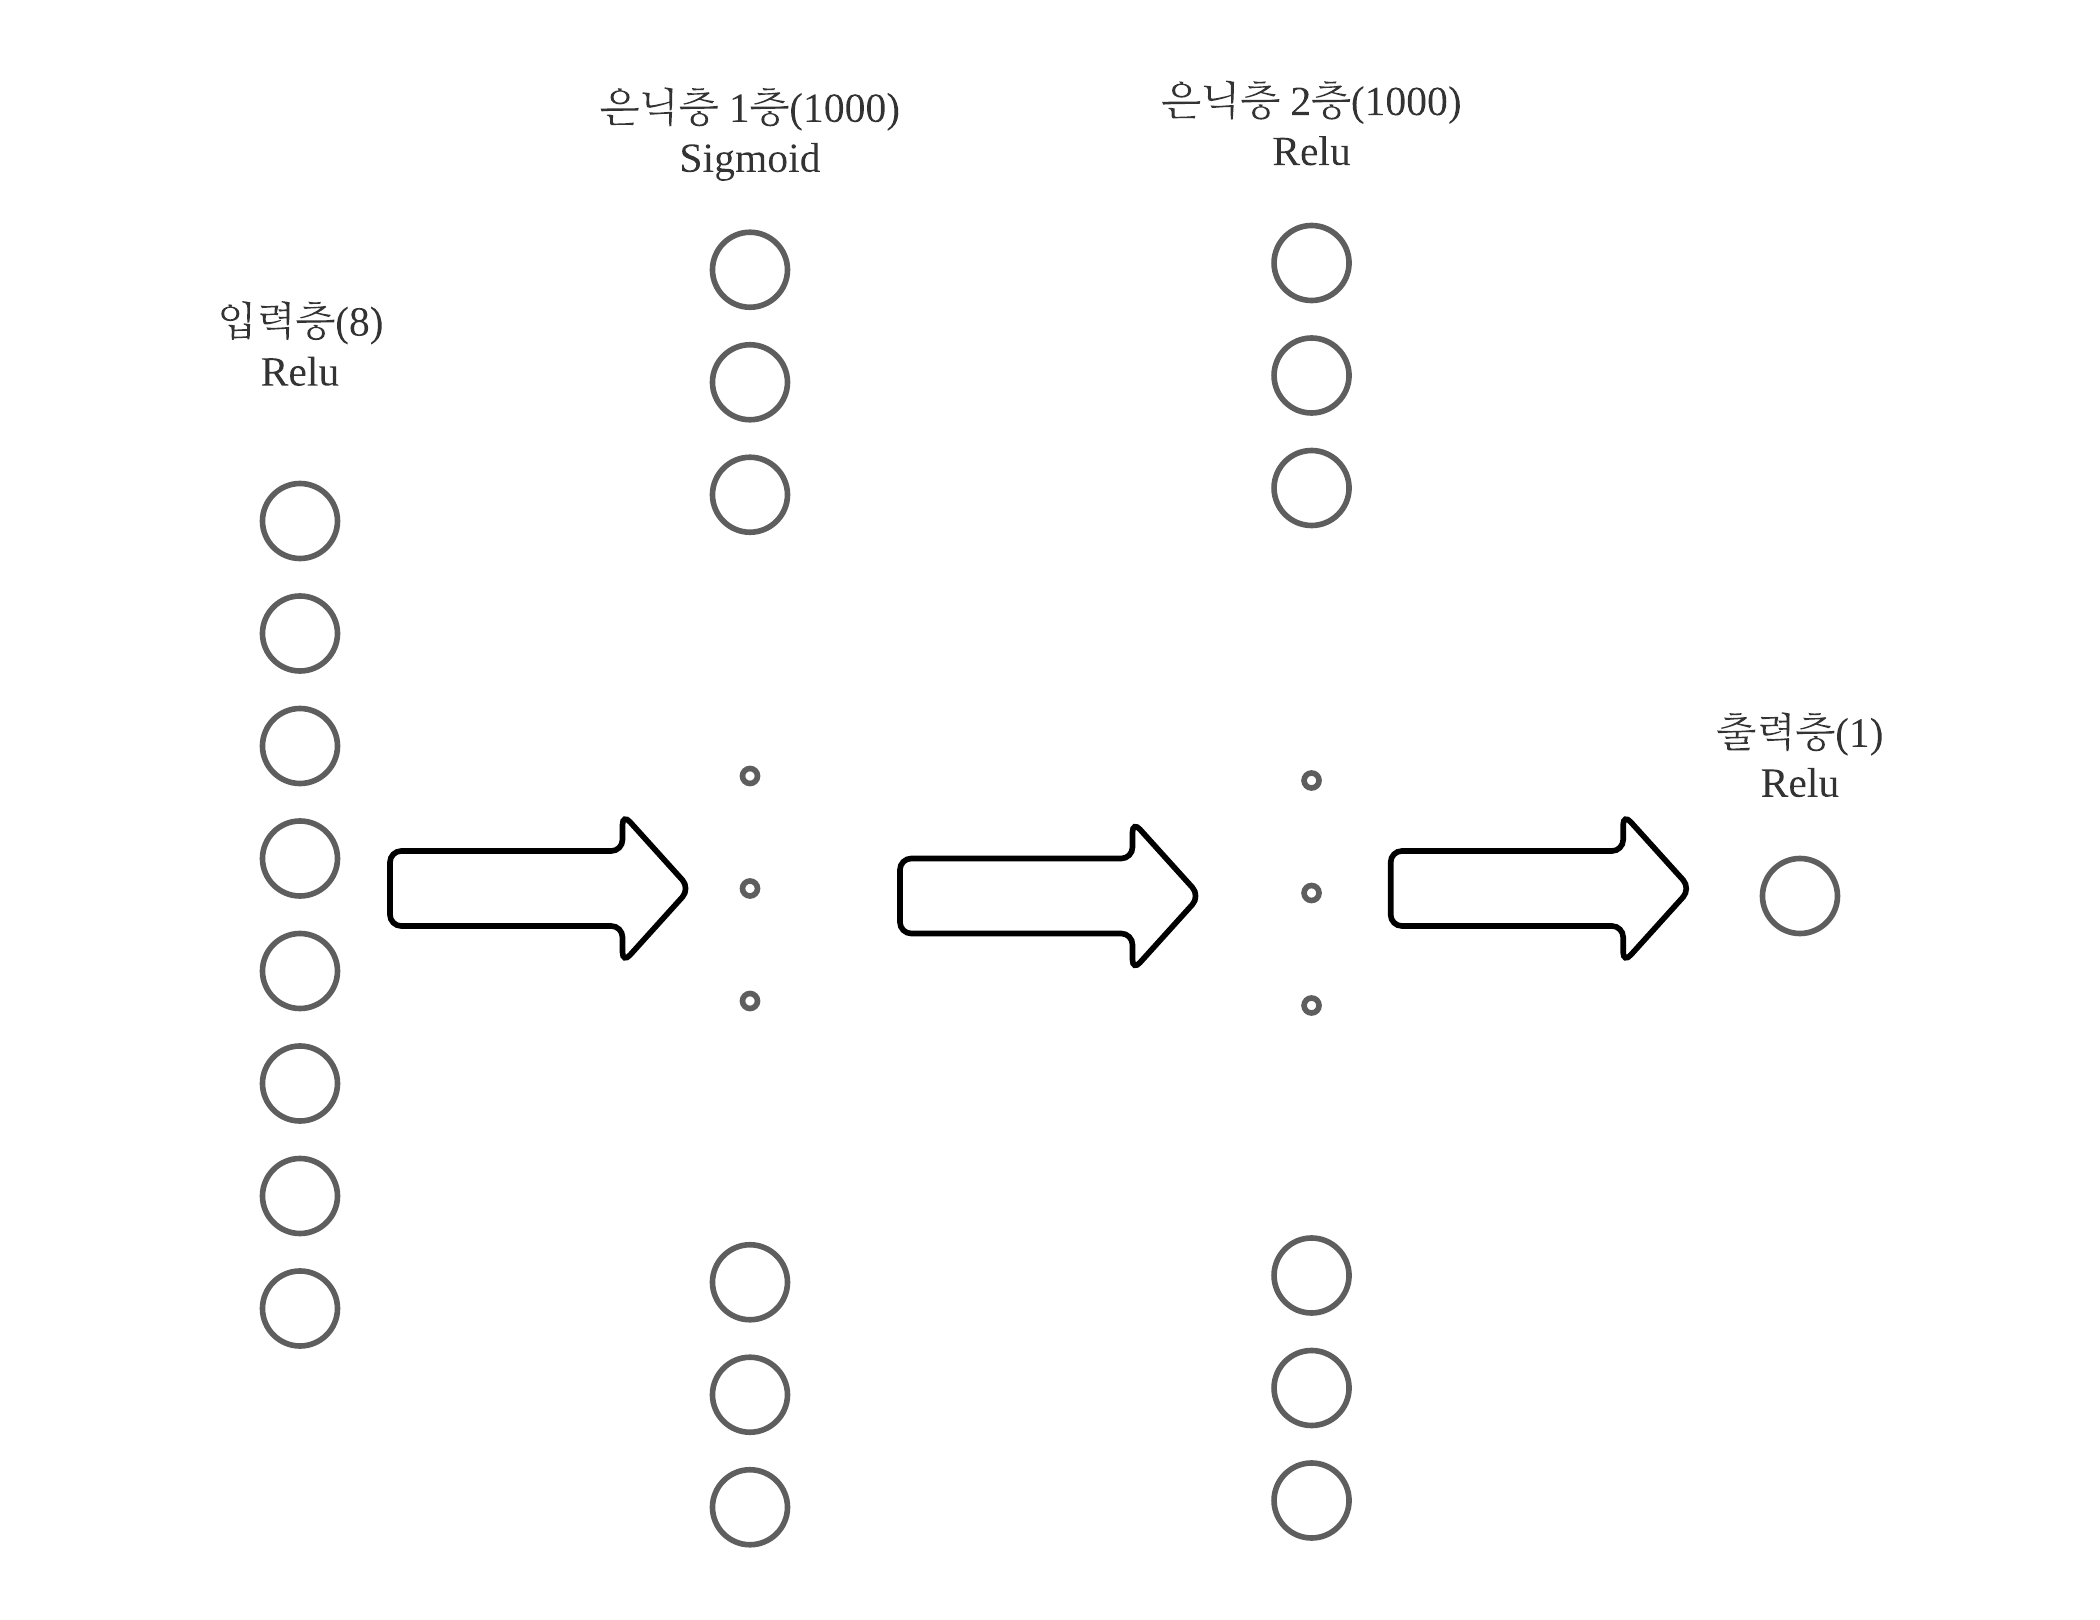 입력층(8)
Relu
은닉층 1층(1000)
Sigmoid
은닉층 2층(1000)
Relu
출력층(1)
Relu